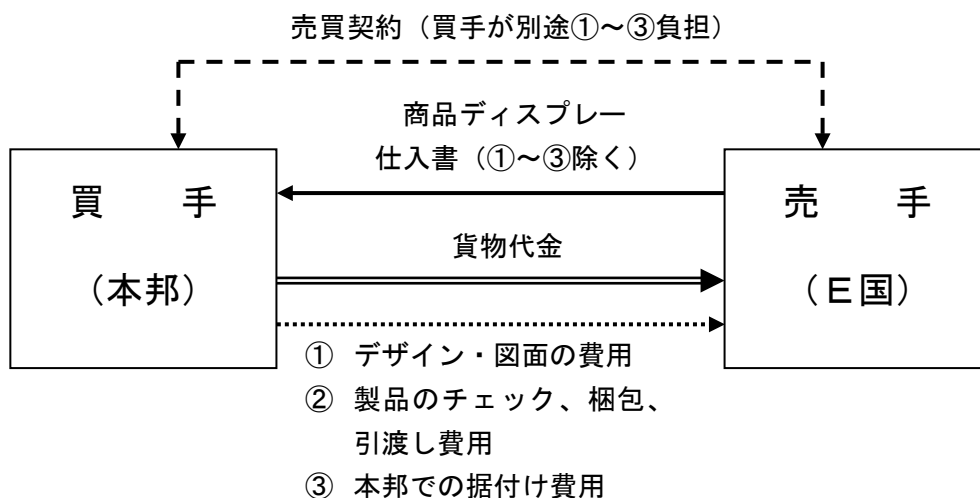 売買契約（買手が別途①～③負担）
商品ディスプレー
仕入書（①～③除く）
買　　手
（本邦）
売　　手
（Ｅ国）
貨物代金
① デザイン・図面の費用
② 製品のチェック、梱包、
引渡し費用
③ 本邦での据付け費用